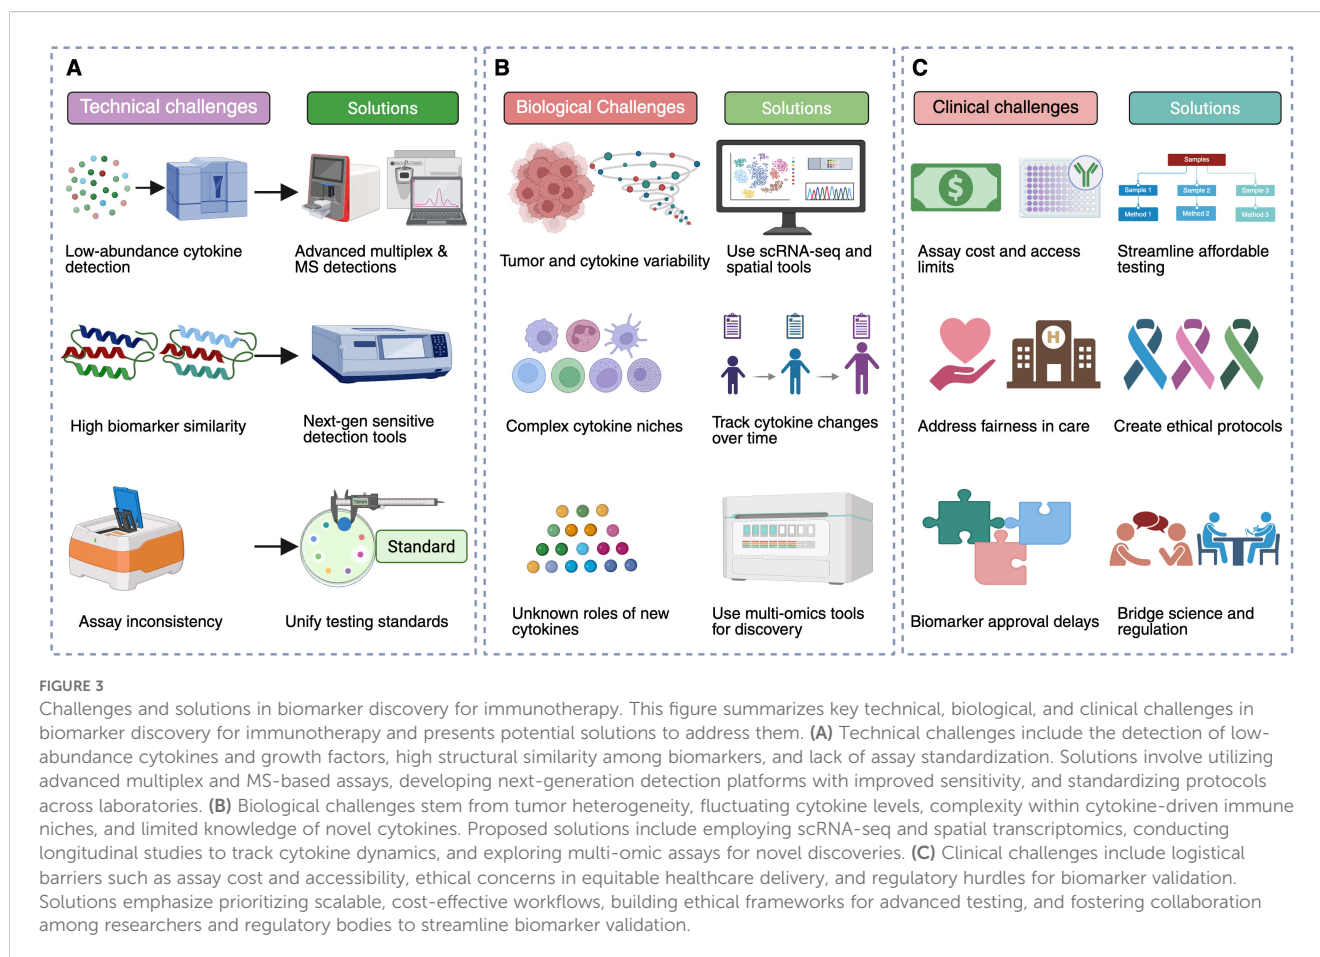 A
Technical challenges
Solutions
Low-abundance cytokine
detection
Advanced multiplex &
MS detections
High biomarker similarity
Next-gen sensitive
detection tools
Assay inconsistency
Standard
Unify testing standards
B
Biological Challenges
Solutions
Tumor and cytokine variability
Use scRNA-seq and
spatial tools
Complex cytokine niches
Track cytokine changes
over time
Unknown roles of new
cytokines
Use multi-omics tools
for discovery
C
Clinical challenges
Solutions
Samples
Sample 1
Sample 2
Sample 3
Method 1
Method 2
Method 3
Assay cost and access
limits
Streamline affordable
testing
H
Address fairness in care
Create ethical protocols
Biomarker approval delays
Bridge science and
regulation
FIGURE 3
Challenges and solutions in biomarker discovery for immunotherapy. This figure summarizes key technical, biological, and clinical challenges in
biomarker discovery for immunotherapy and presents potential solutions to address them. (A) Technical challenges include the detection of low-
abundance cytokines and growth factors, high structural similarity among biomarkers, and lack of assay standardization. Solutions involve utilizing
advanced multiplex and MS-based assays, developing next-generation detection platforms with improved sensitivity, and standardizing protocols
across laboratories. (B) Biological challenges stem from tumor heterogeneity, fluctuating cytokine levels, complexity within cytokine-driven immune
niches, and limited knowledge of novel cytokines. Proposed solutions include employing scRNA-seq and spatial transcriptomics, conducting
longitudinal studies to track cytokine dynamics, and exploring multi-omic assays for novel discoveries. (C) Clinical challenges include logistical
barriers such as assay cost and accessibility, ethical concerns in equitable healthcare delivery, and regulatory hurdles for biomarker validation.
Solutions emphasize prioritizing scalable, cost-effective workflows, building ethical frameworks for advanced testing, and fostering collaboration
among researchers and regulatory bodies to streamline biomarker validation.